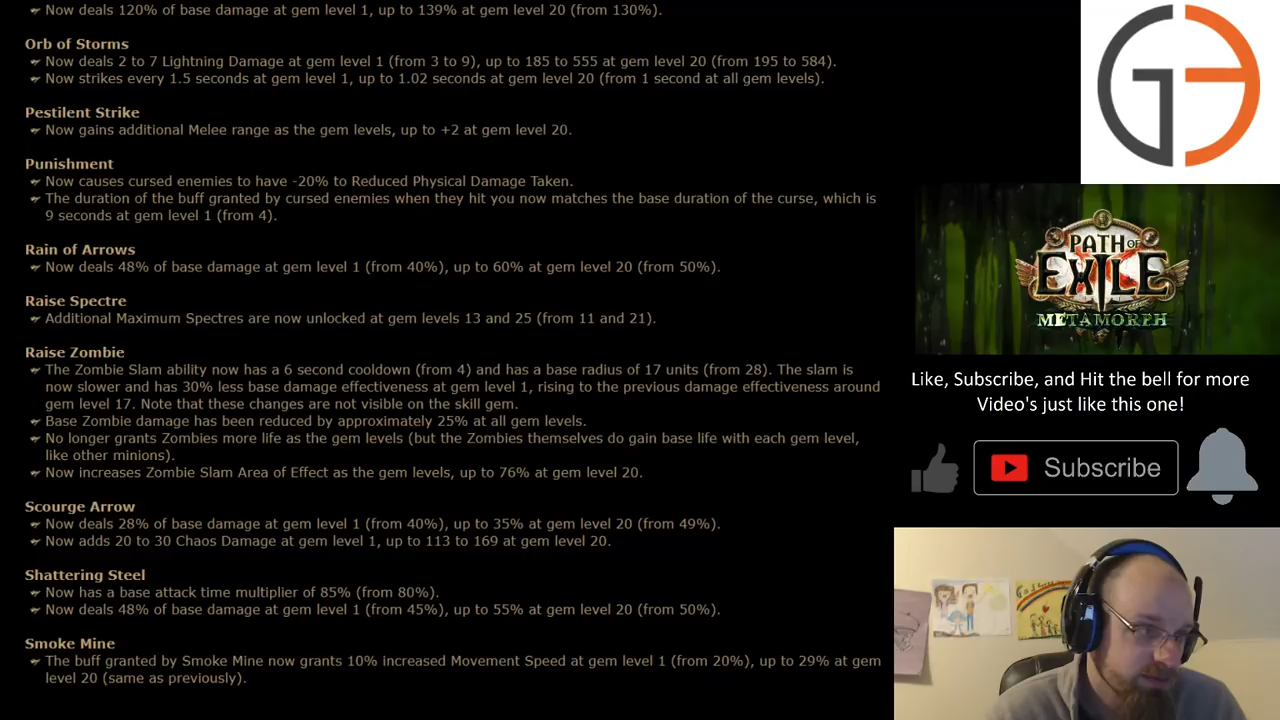 Now deals 120% of base damage at gem level 1, up to 139% at gem level 20 (from 130%).
Orb of Storms
Now deals 2 to 7 Lightning Damage at gem level 1 (from 3 to 9), up to 185 to 555 at gem level 20 (from 195 to 584).
Now strikes every 1.5 seconds at gem level 1, up to 1.02 seconds at gem level 20 (from 1 second at all gem levels).
Pestilent Strike
Now gains additional Melee range as the gem levels, up to +2 at gem level 20.
Punishment
Now causes cursed enemies to have -20% to Reduced Physical Damage Taken.
The duration of the buff granted by cursed enemies when they hit you now matches the base duration of the curse, which is
9 seconds at gem level 1 (from 4).
Rain of Arrows
Now deals 48% of base damage at gem level 1 (from 40%), up to 60% at gem level 20 (from 50%).
Raise Spectre
Additional Maximum Spectres are now unlocked at gem levels 13 and 25 (from 11 and 21).
Raise Zombie
The Zombie Slam ability now has a 6 second cooldown (from 4) and has a base radius of 17 units (from 28). The slam is
now slower and has 30% less base damage effectiveness at gem level 1, rising to the previous damage effectiveness around
gem level 17. Note that these changes are not visible on the skill gem.
Base Zombie damage has been reduced by approximately 25% at all gem levels.
No longer grants Zombies more life as the gem levels (but the Zombies themselves do gain base life with each gem level,
like other minions).
Now increases Zombie Slam Area of Effect as the gem levels, up to 76% at gem level 20.
Scourge Arrow
Now deals 28% of base damage at gem level 1 (from 40%), up to 35% at gem level 20 (from 49%).
Now adds 20 to 30 Chaos Damage at gem level 1, up to 113 to 169 at gem level 20.
Shattering Steel
Now has a base attack time multiplier of 85% (from 80%).
Now deals 48% of base damage at gem level 1 (from 45%), up to 55% at gem level 20 (from 50%).
Smoke Mine
The buff granted by Smoke Mine now grants 10% increased Movement Speed at gem level 1 (from 20%), up to 29% at gem
level 20 (same as previously).
PATH OF
EXILE
METAMORPH
Like, Subscribe, and Hit the bell for more
Video's just like this one!
Subscribe